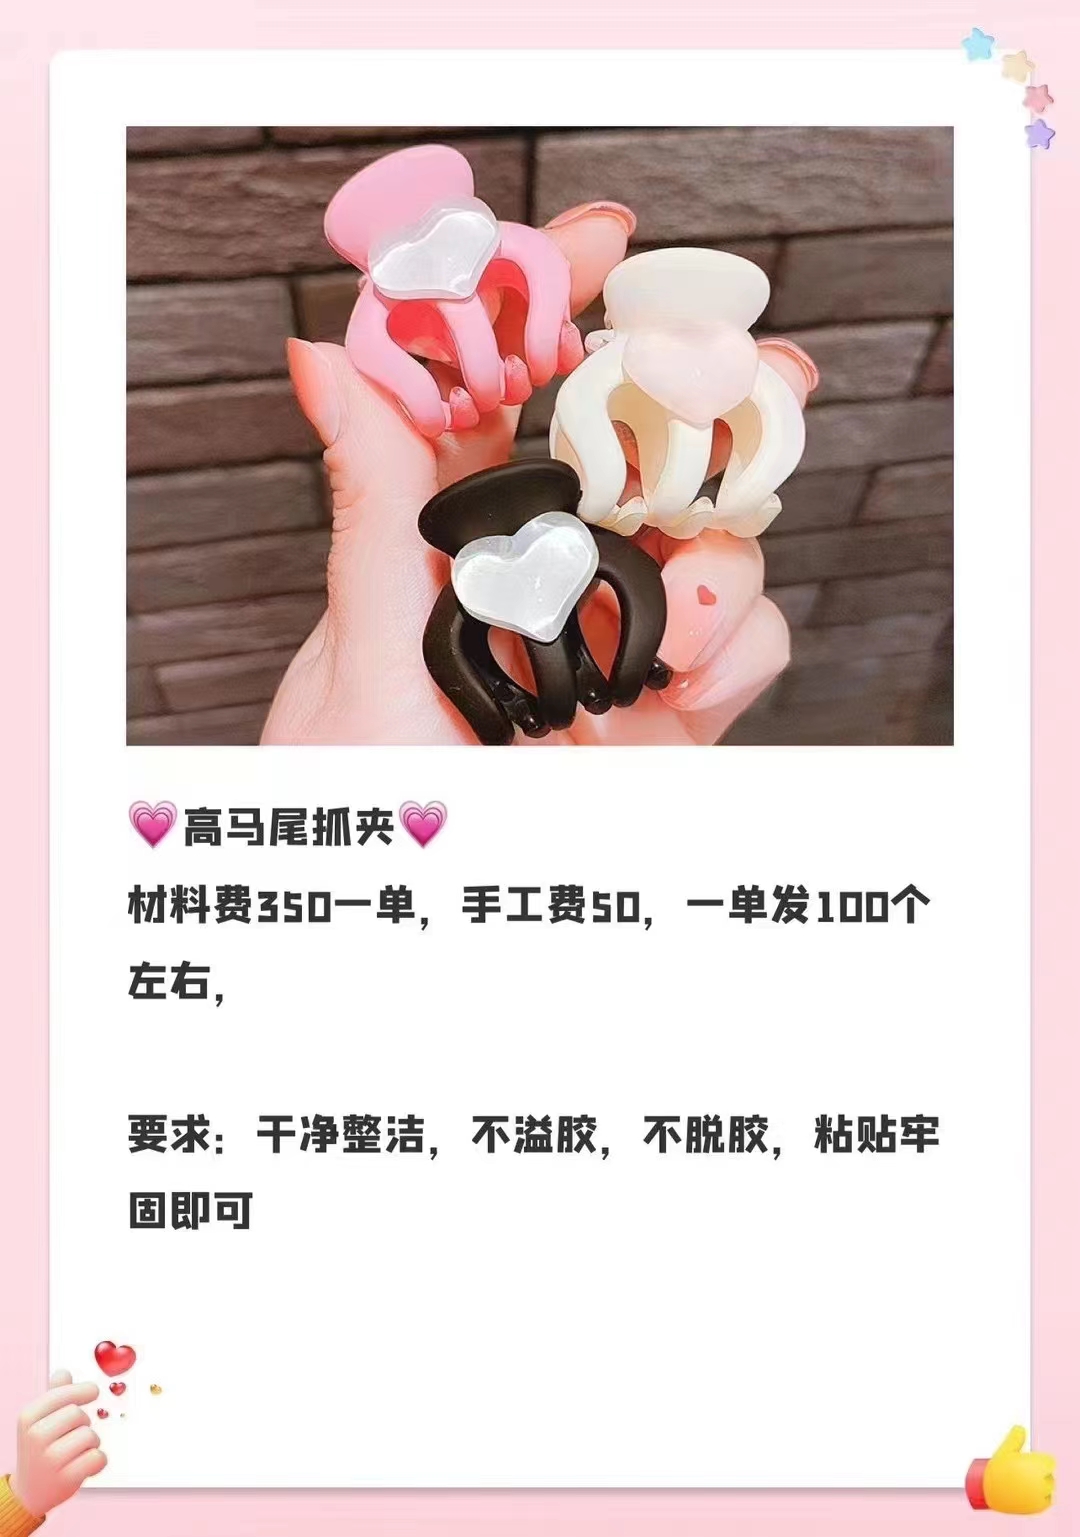 💗高马尾抓夹💗
材料费350一单，手工费50，一单发100个
左右，
要求：干净整洁，不溢胶，不脱胶，粘贴牢
固即可